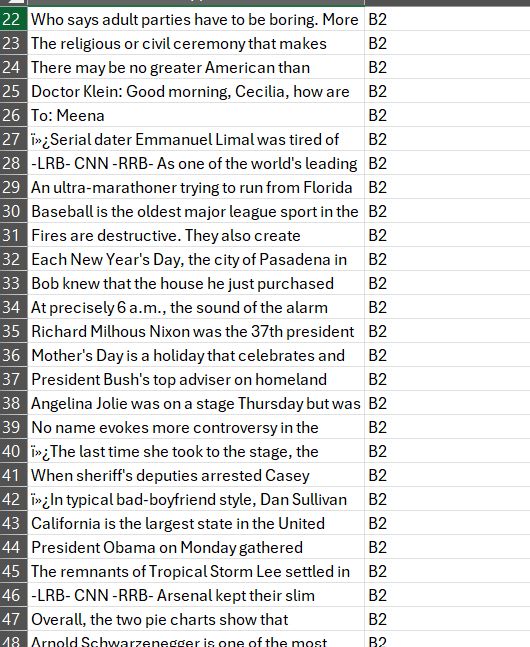 22 Who says adult parties have to be boring. More B2
23 The religious or civil ceremony that makes B2
24 There may be no greater American than B2
25 Doctor Klein: Good morning, Cecilia, how are B2
26 To: Meena B2
27 ï»¿Serial dater Emmanuel Limal was tired of B2
28 -LRB- CNN -RRB- As one of the world's leading B2
29 An ultra-marathoner trying to run from Florida B2
30 Baseball is the oldest major league sport in the B2
31 Fires are destructive. They also create B2
32 Each New Year's Day, the city of Pasadena in B2
33 Bob knew that the house he just purchased B2
34 At precisely 6 a.m., the sound of the alarm B2
35 Richard Milhous Nixon was the 37th president B2
36 Mother's Day is a holiday that celebrates and B2
37 President Bush's top adviser on homeland B2
38 Angelina Jolie was on a stage Thursday but was B2
39 No name evokes more controversy in the B2
40 ï»¿The last time she took to the stage, the B2
41 When sheriff's deputies arrested Casey B2
42 ï»¿In typical bad-boyfriend style, Dan Sullivan B2
43 California is the largest state in the United B2
44 President Obama on Monday gathered B2
45 The remnants of Tropical Storm Lee settled in B2
46 -LRB- CNN -RRB- Arsenal kept their slim B2
47 Overall, the two pie charts show that B2
48 Arnold Schwarzenegger is one of the most B2